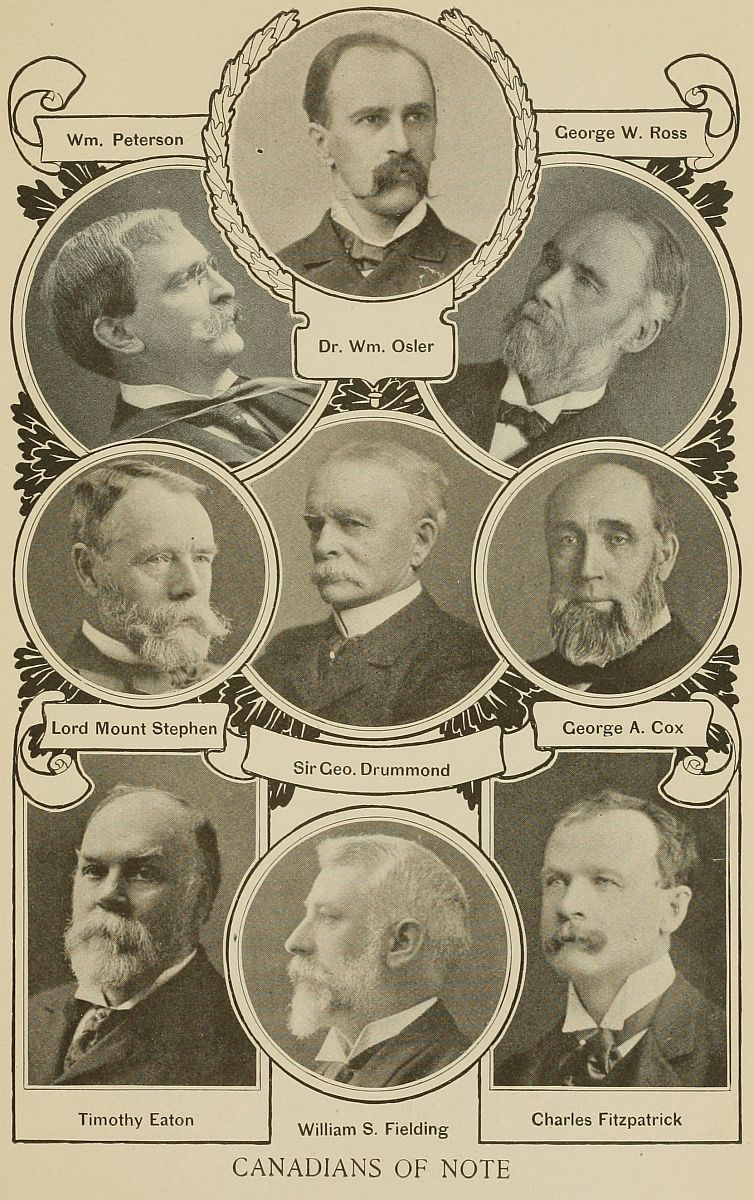 Wm. Peterson
George W. Ross
Dr. Wm. Osler
Lord Mount Stephen
George A. Cox
Sir Geo. Drummond
Timothy Eaton
William S. Fielding
Charles Fitzpatrick
CANADIANS OF NOTE